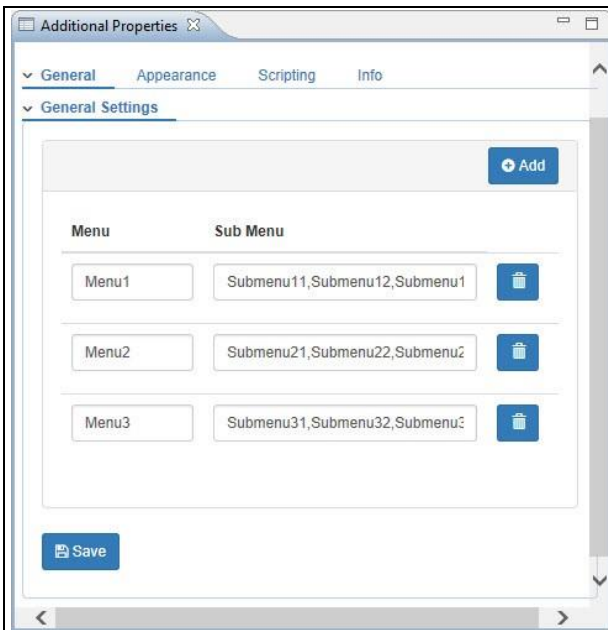 Additional Properties
General Appearance Scripting Info
General Settings
Add
Menu Sub Menu
Menu1 Submenu11,Submenu12,Submenu1
Menu2 Submenu21,Submenu22,Submenu2
Menu3 Submenu31,Submenu32,Submenu3
Save